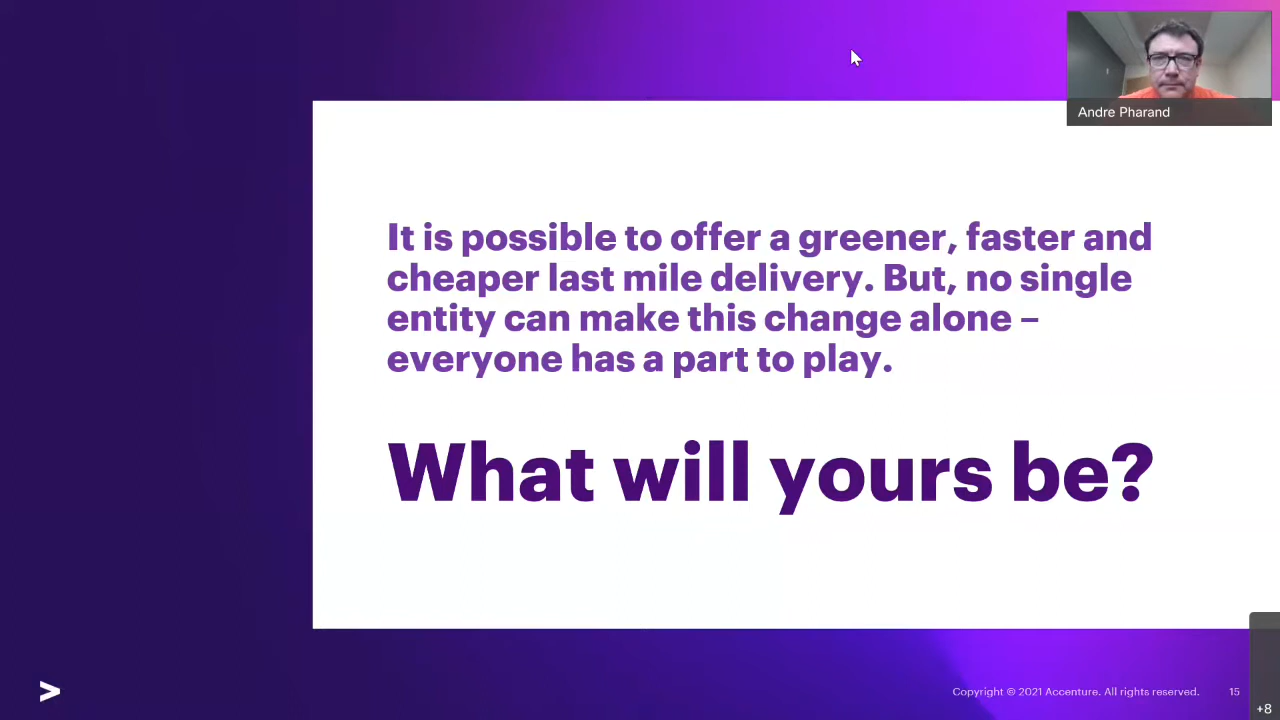 Andre Pharand
It is possible to offer a greener, faster and
cheaper last mile delivery. But, no single
entity can make this change alone –
everyone has a part to play.
What will yours be?
>
Copyright © 2021 Accenture. All rights reserved. 15
+8